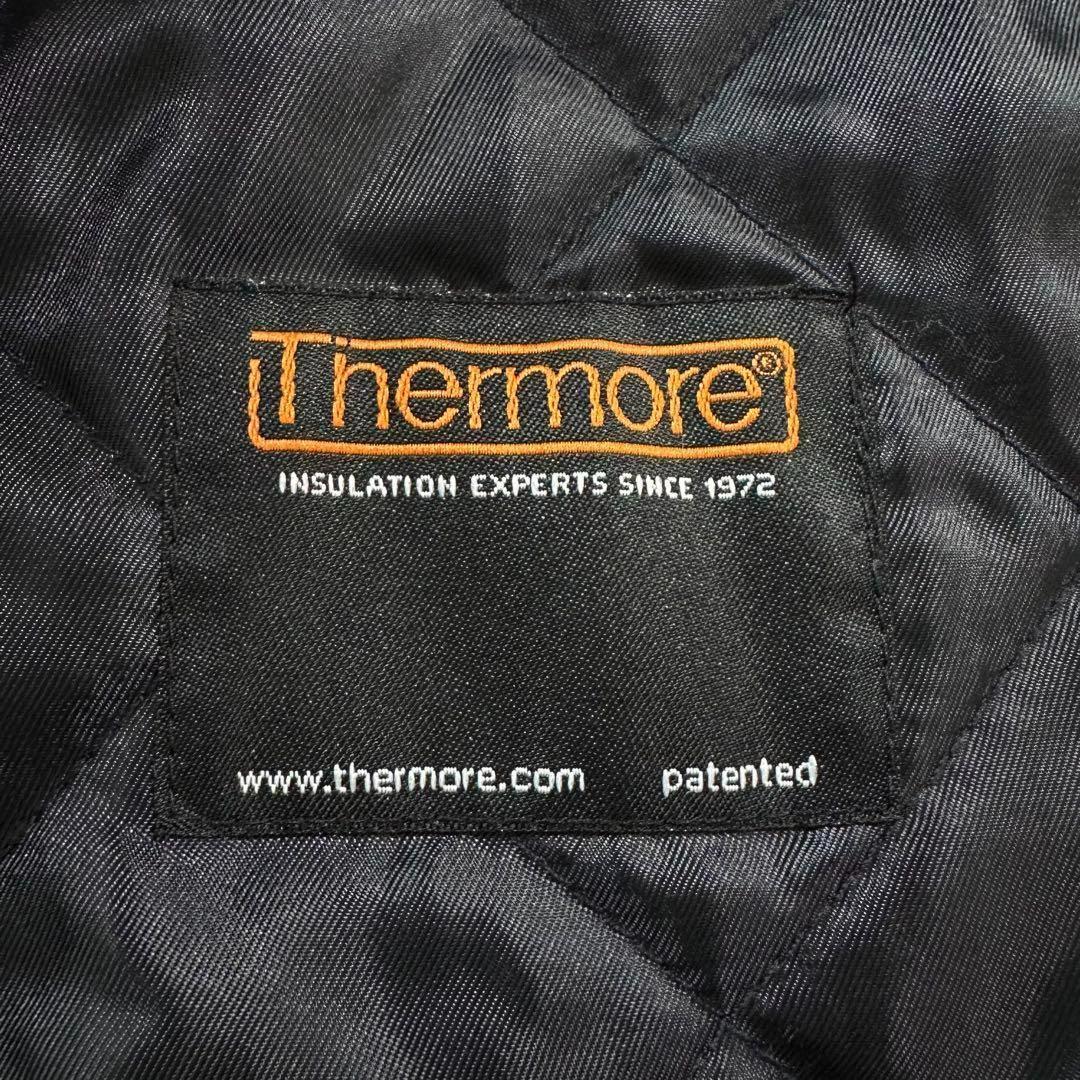 Thermore®
INSULATION EXPERTS SINCE 1972
www.thermore.com patented